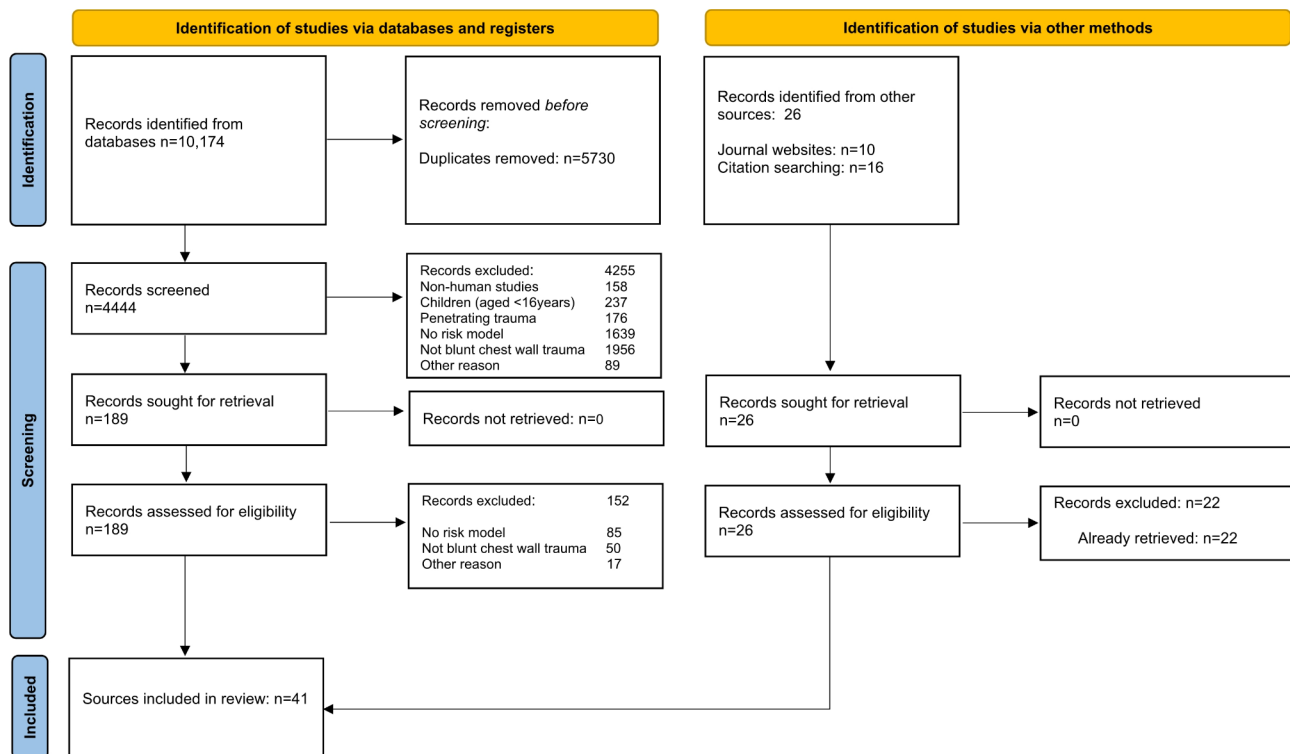 Identification of studies via databases and registers
Identification of studies via other methods
Identification
Records identified from
databases n=10,174
Records removed before
screening:
Duplicates removed: n=5730
Records identified from other
sources: 26
Journal websites: n=10
Citation searching: n=16
Screening
Records screened
n=4444
Records excluded: 4255
Non-human studies 158
Children (aged <16years) 237
Penetrating trauma 176
No risk model 1639
Not blunt chest wall trauma 1956
Other reason 89
Records sought for retrieval
n=189
Records not retrieved: n=0
Records sought for retrieval
n=26
Records not retrieved
n=0
Records assessed for eligibility
n=189
Records excluded: 152
No risk model 85
Not blunt chest wall trauma 50
Other reason 17
Records assessed for eligibility
n=26
Records excluded: n=22
Already retrieved: n=22
Included
Sources included in review: n=41